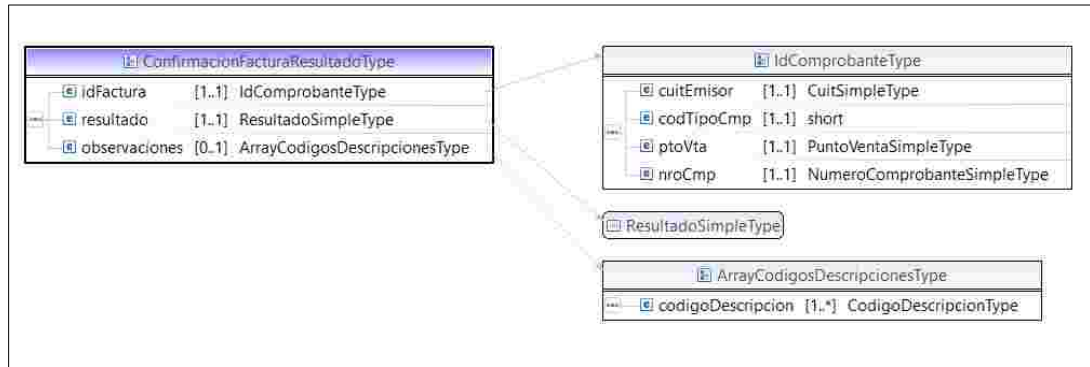 ConfirmacionFacturaResultadoType
idFactura [1..1] IdComprobanteType
resultado [1..1] ResultadoSimpleType
observaciones [0..1] ArrayCodigosDescripcionesType
IdComprobanteType
cuitEmisor [1..1] CuitSimpleType
codTipoCmp [1..1] short
ptoVta [1..1] PuntoVentaSimpleType
nroCmp [1..1] NumeroComprobanteSimpleType
ResultadoSimpleType
ArrayCodigosDescripcionesType
codigoDescripcion [1..*] CodigoDescripcionType